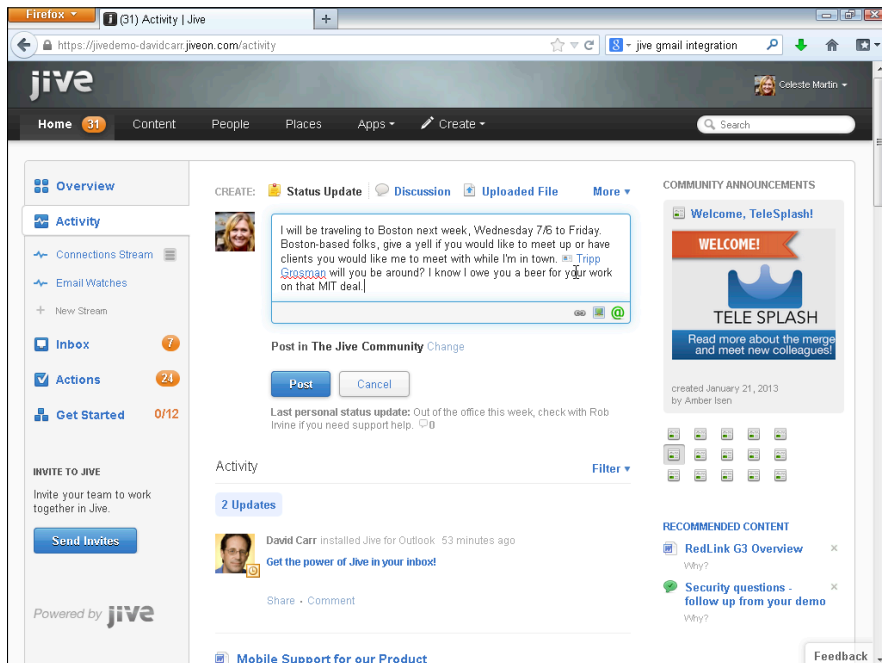 Firefox
(31) Activity | Jive
https://jivedemo-davidcarr.jiveon.com/activity
jive gmail integration
jive
Celeste Martin
Home 31 Content People Places Apps Create
Search
Overview
Activity
Connections Stream
Email Watches
+ New Stream
Inbox 7
Actions 24
Get Started 0/12
INVITE TO JIVE
Invite your team to work
together in Jive.
Send Invites
Powered by jive
CREATE: Status Update Discussion Uploaded File More
I will be traveling to Boston next week, Wednesday 7/6 to Friday.
Boston-based folks, give a yell if you would like to meet up or have
clients you would like me to meet with while I'm in town. Tripp
Grosman will you be around? I know I owe you a beer for your work
on that MIT deal.
@
Post in The Jive Community Change
Post Cancel
Last personal status update: Out of the office this week, check with Rob
Irvine if you need support help. 0
Activity
Filter
2 Updates
David Carr installed Jive for Outlook 53 minutes ago
Get the power of Jive in your inbox!
Share • Comment
Mobile Support for our Product
COMMUNITY ANNOUNCEMENTS
Welcome, TeleSplash!
WELCOME!
TELE SPLASH
Read more about the merge
and meet new colleagues!
created January 21, 2013
by Amber Isen
RECOMMENDED CONTENT
RedLink G3 Overview
Why?
Security questions -
follow up from your demo
Why?
Feedback